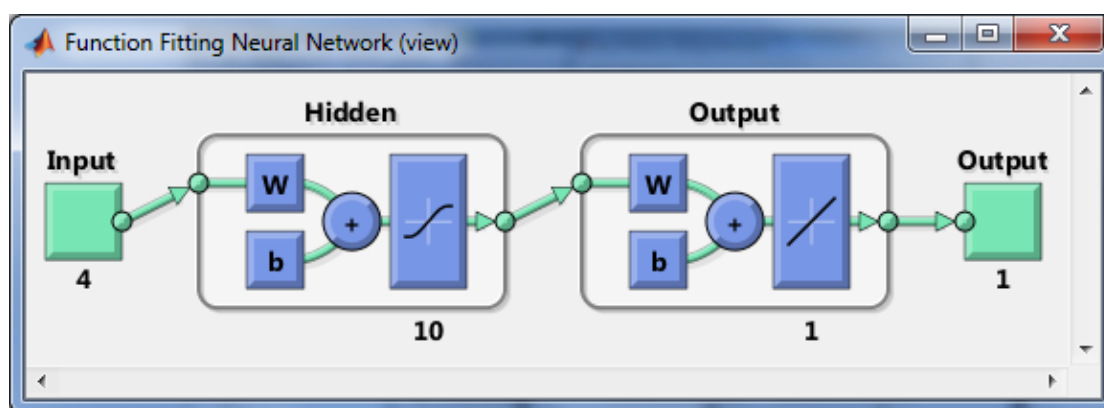 Function Fitting Neural Network (view)
Hidden
Output
Input
Output
W
W
+
+
b
b
4
1
10
1